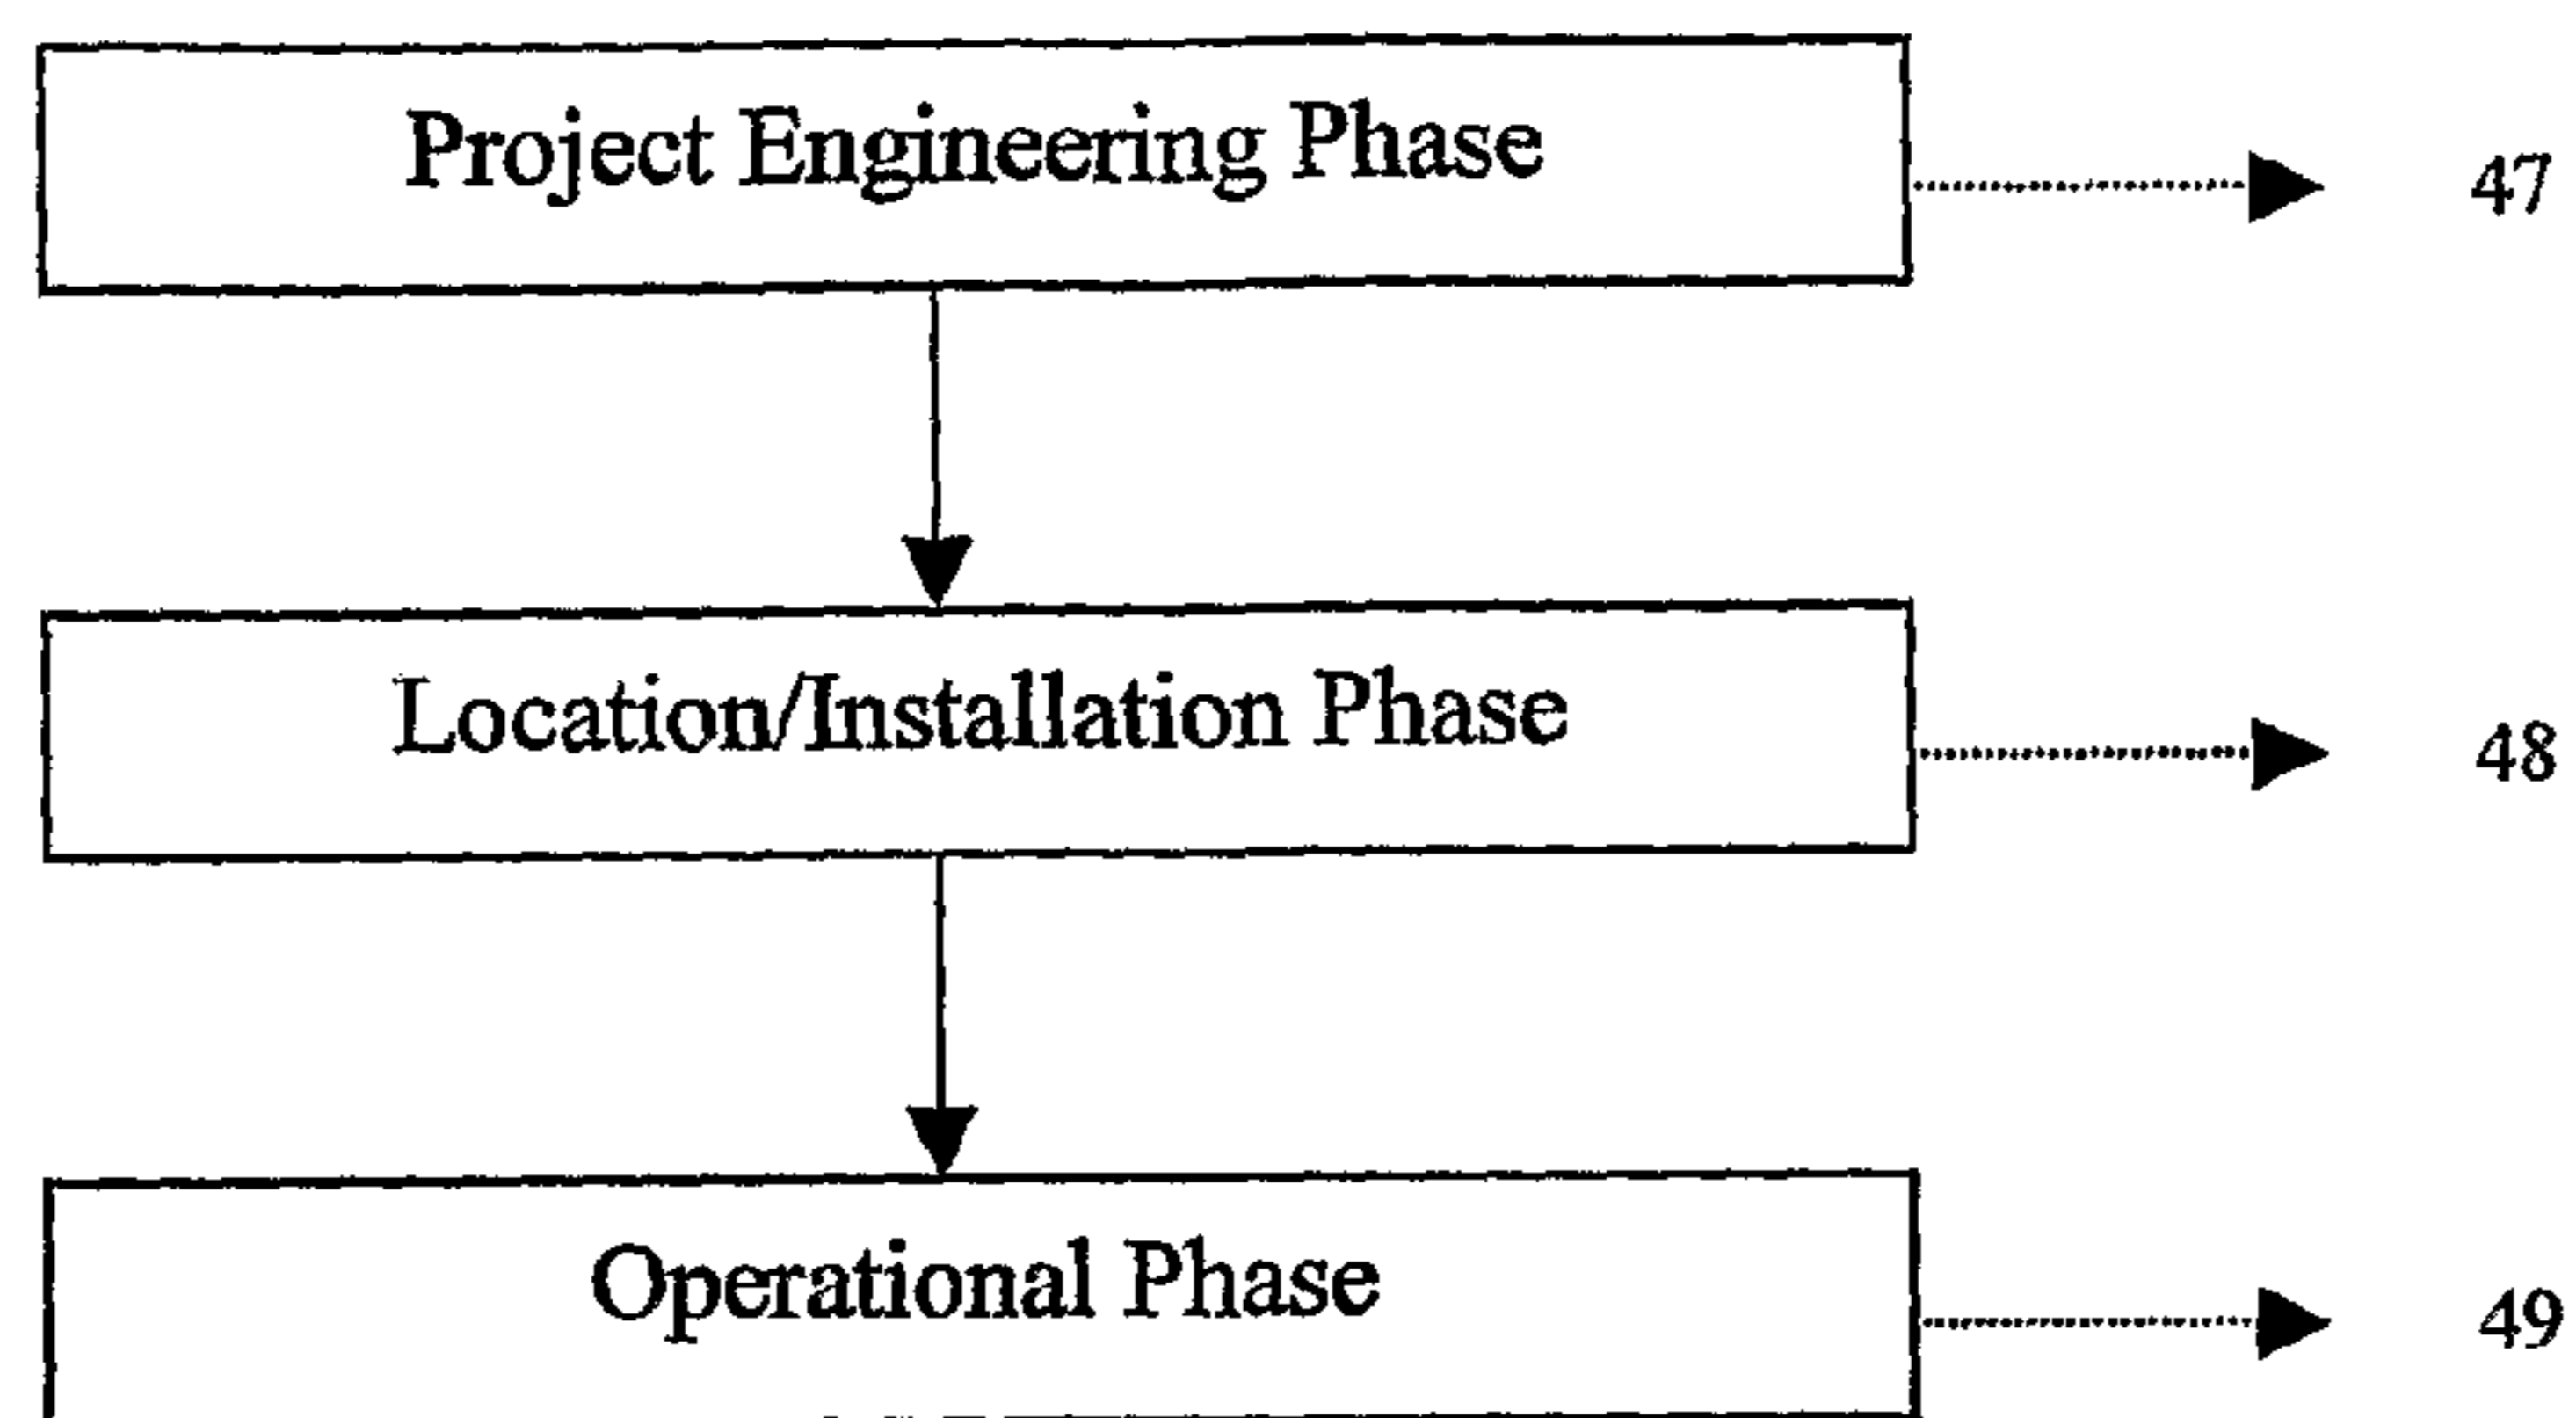 Project Engineering Phase
47
Location/Installation Phase
48
Operational Phase
49